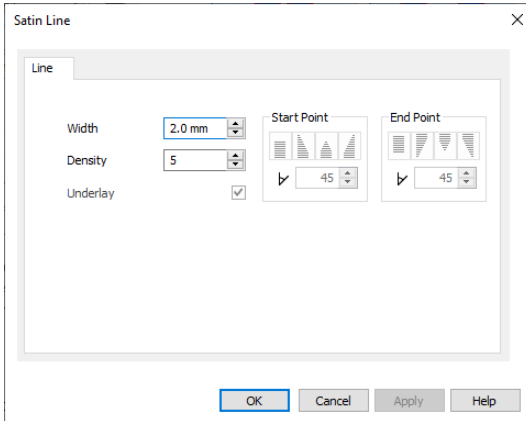 Satin Line
Line
Width
2.0 mm
Density
5
Underlay
Start Point
45
End Point
45
OK
Cancel
Apply
Help